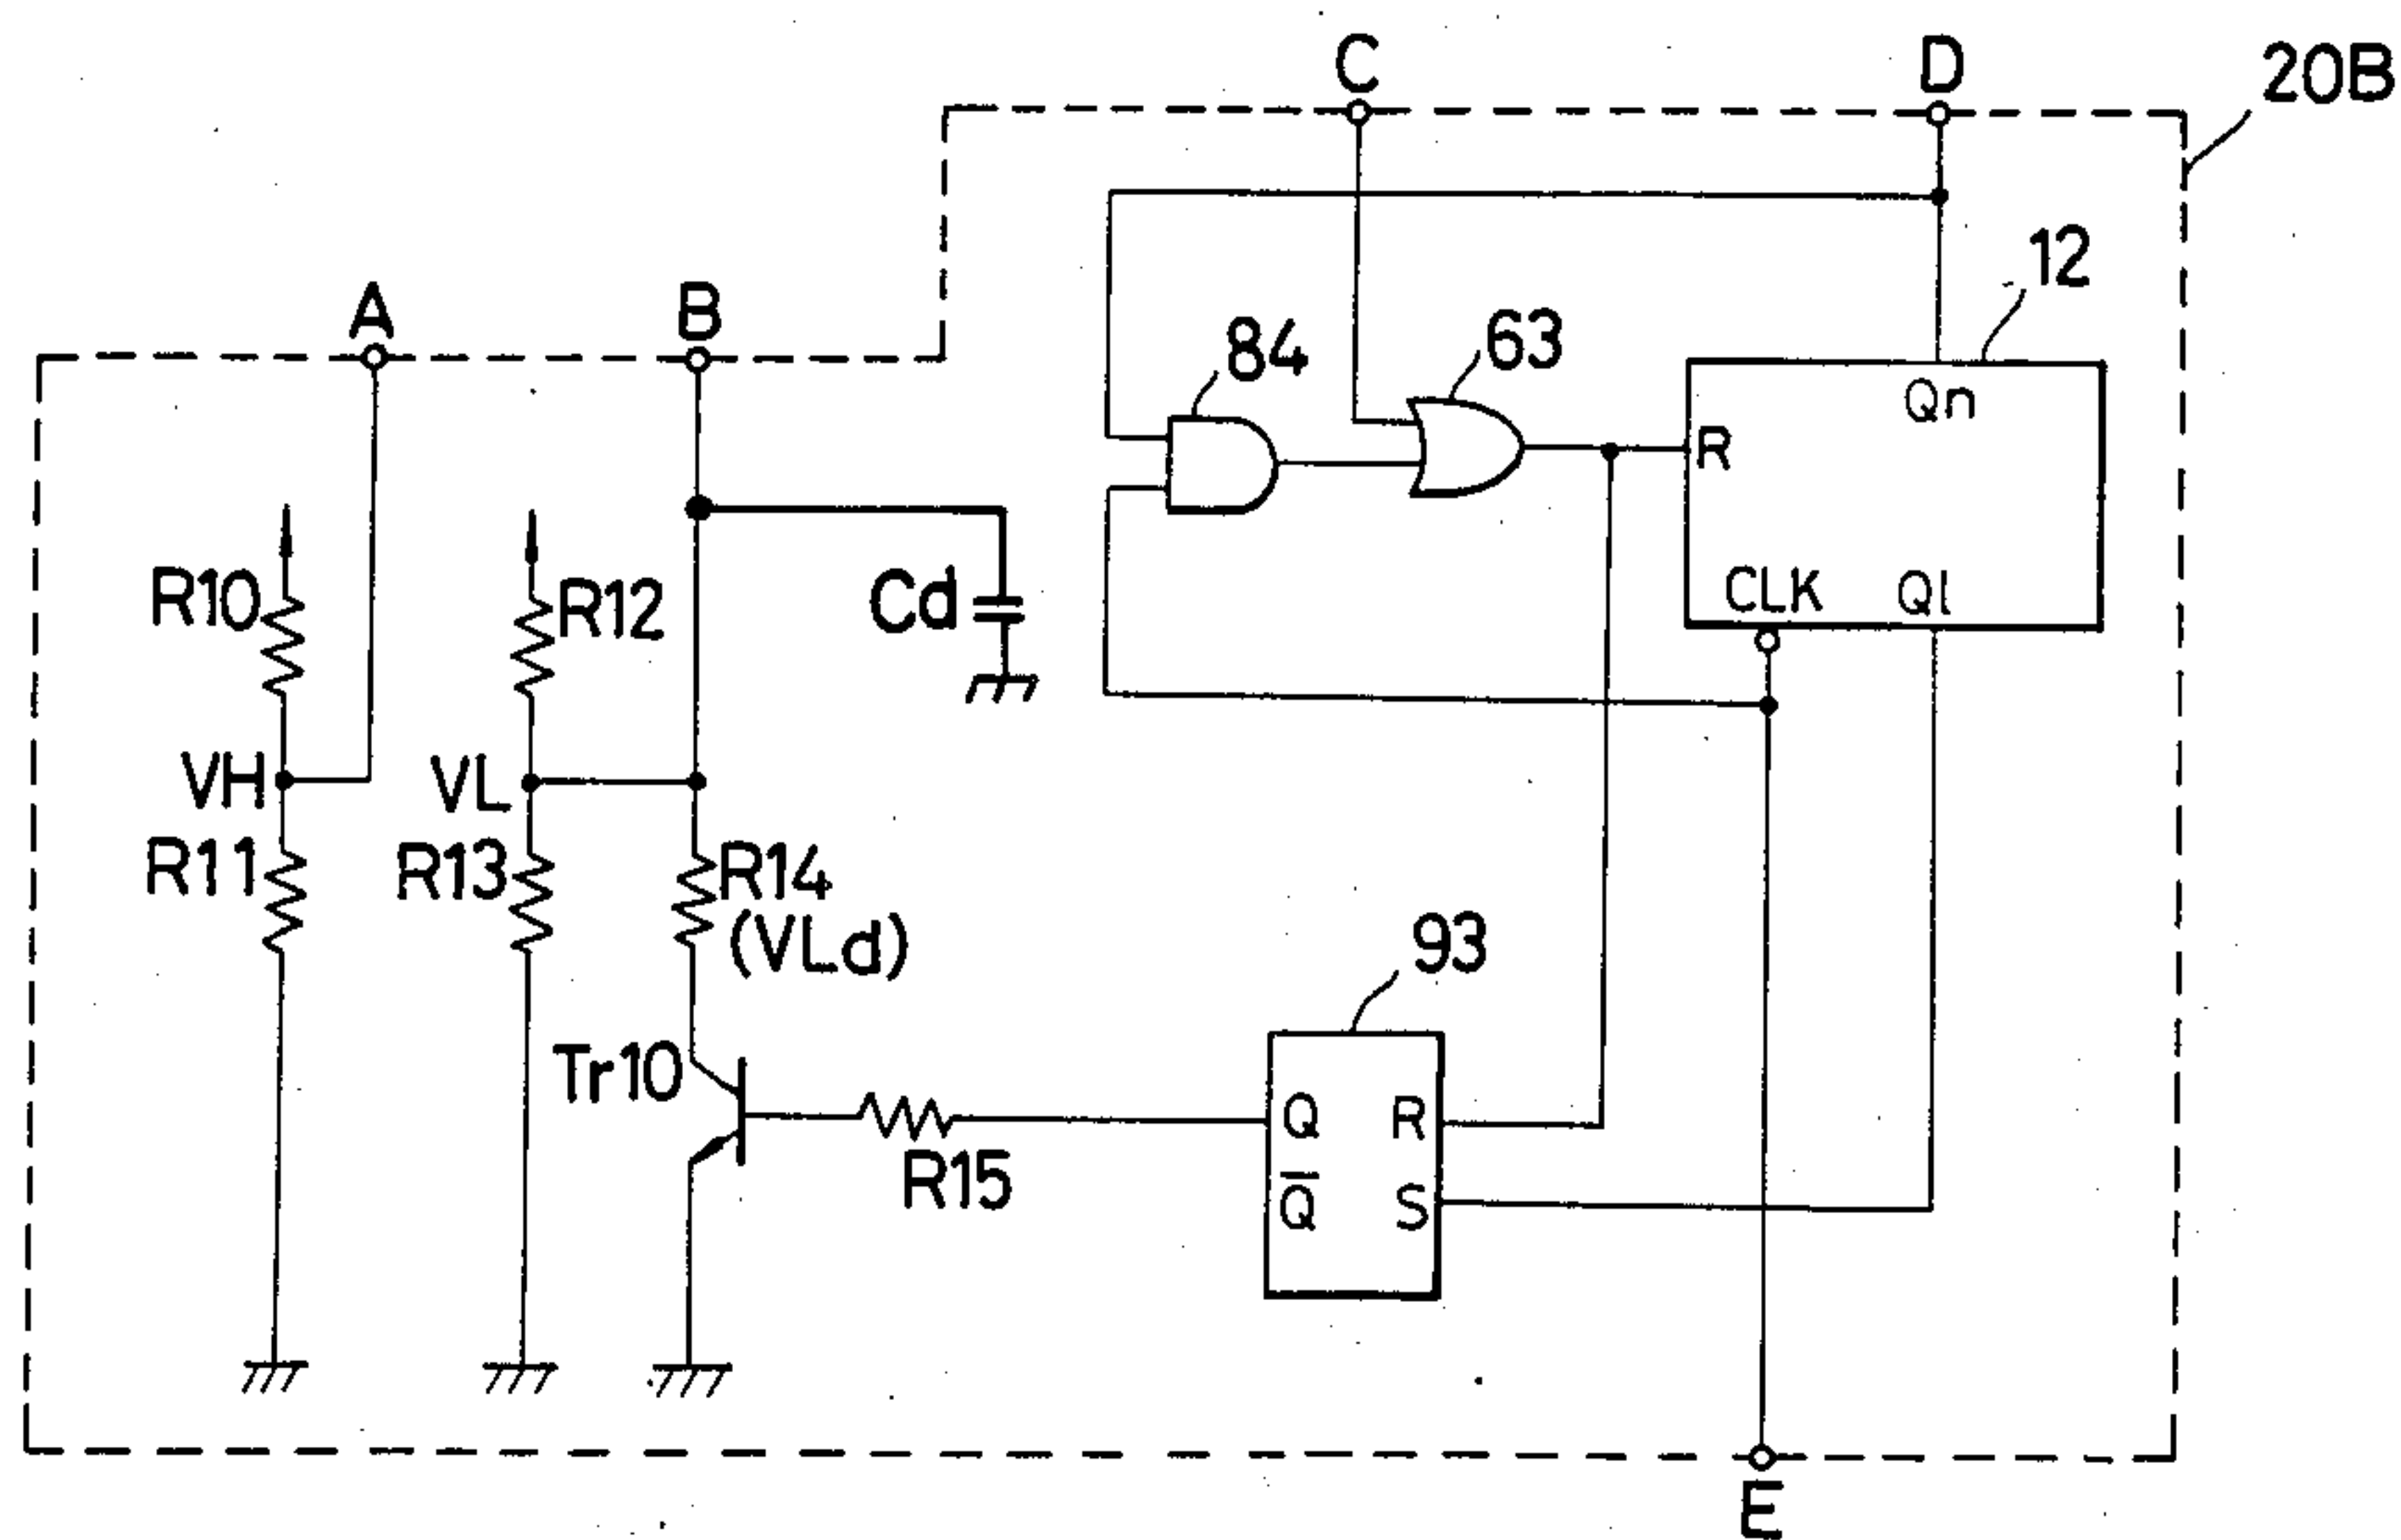 C
D
20B
12
A
B
84
63
Qn
R
CLK
Ql
R10
R12
Cd
VH
VL
R11
R13
R14
(VLd)
93
Tr10
Q
R
Q̅
S
R15
E